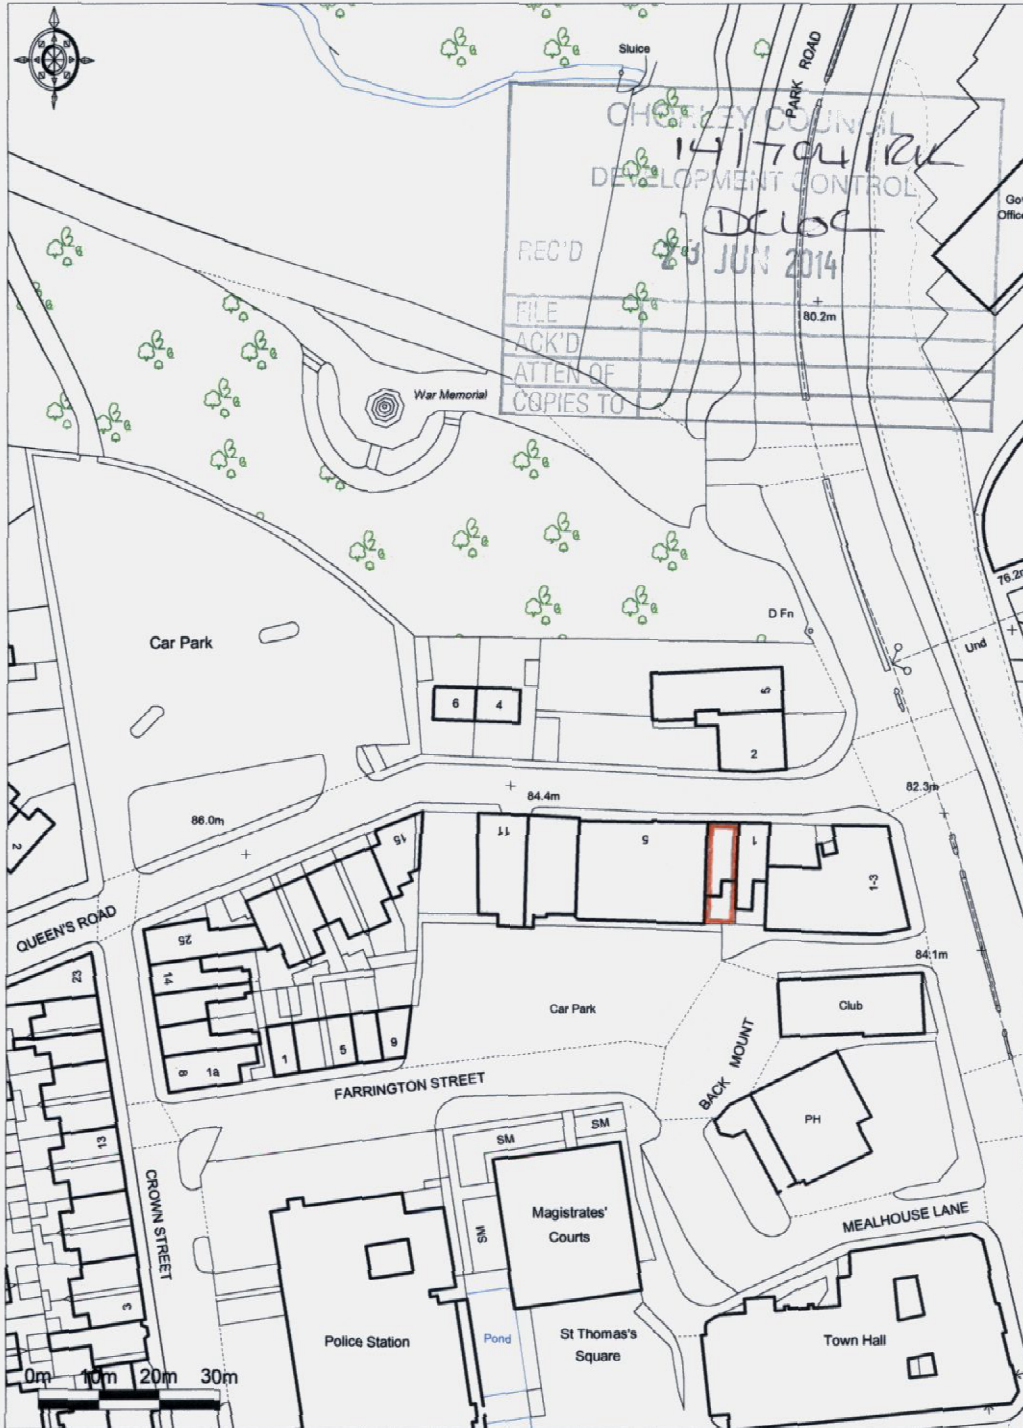 Sluice
PARK ROAD
CHORLEY COUNCIL
DEVELOPMENT CONTROL
REC'D
JUN 2014
FILE
ACK'D
ATTEN OF
COPIES TO
80.2m
War Memorial
D Fn
Und
76.2m
Car Park
6
4
5
2
84.4m
82.3m
86.0m
2
15
11
5
1
1-3
QUEEN'S ROAD
25
23
14
84.1m
Car Park
Club
1
5
9
8
1a
BACK MOUNT
FARRINGTON STREET
PH
SM
SM
13
CROWN STREET
SM
Magistrates'
Courts
MEALHOUSE LANE
3
Police Station
Pond
St Thomas's
Square
Town Hall
0m 10m 20m 30m